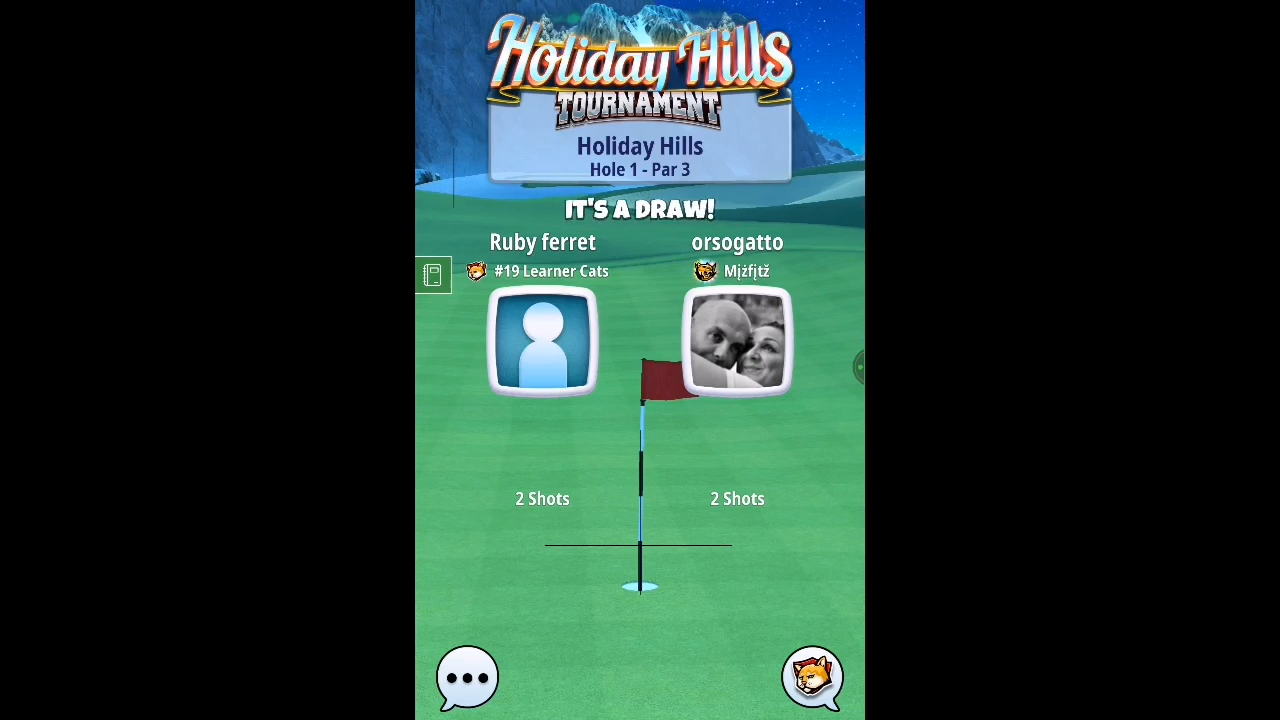 Holiday Hills
TOURNAMENT
Holiday Hills
Hole 1 - Par 3
IT'S A DRAW!
Ruby ferret
orsogatto
#19 Learner Cats
Mįżfįtž
2 Shots
2 Shots